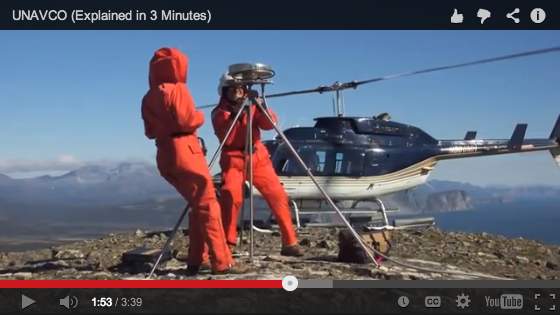 UNAVCO (Explained in 3 Minutes)
1:53 / 3:39
CC
YouTube